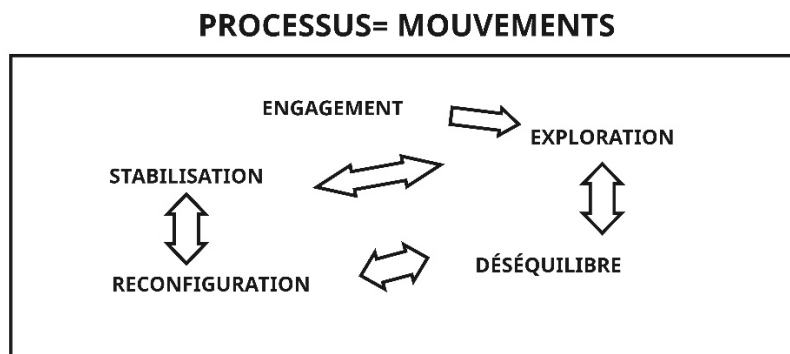 PROCESSUS= MOUVEMENTS
ENGAGEMENT
EXPLORATION
STABILISATION
DÉSÉQUILIBRE
RECONFIGURATION